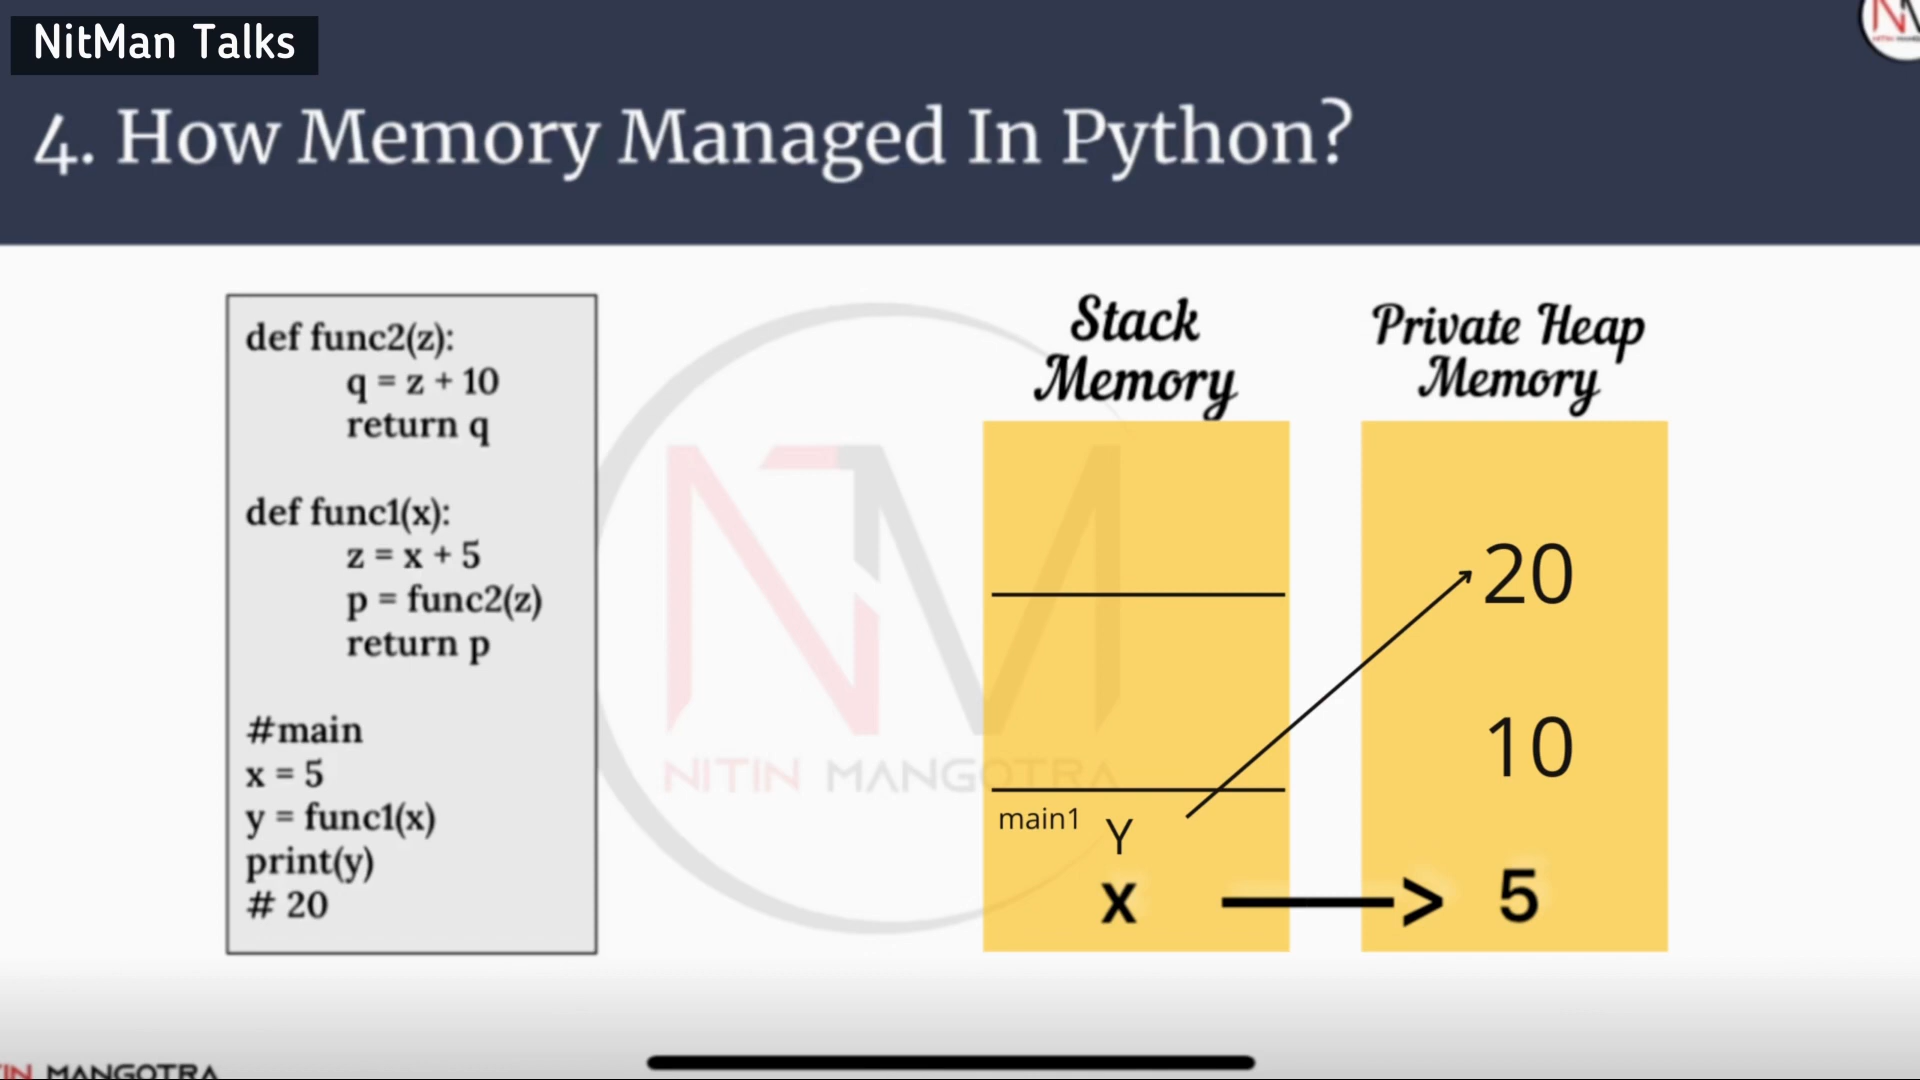 NitMan Talks
4. How Memory Managed In Python?
def func2(z):
q = z + 10
return q
def func1(x):
z = x + 5
p = func2(z)
return p
#main
x = 5
y = func1(x)
print(y)
# 20
NITIN MANGOTRA
Stack
Memory
main1
Y
x
Private Heap
Memory
20
10
5
MANGOTRA